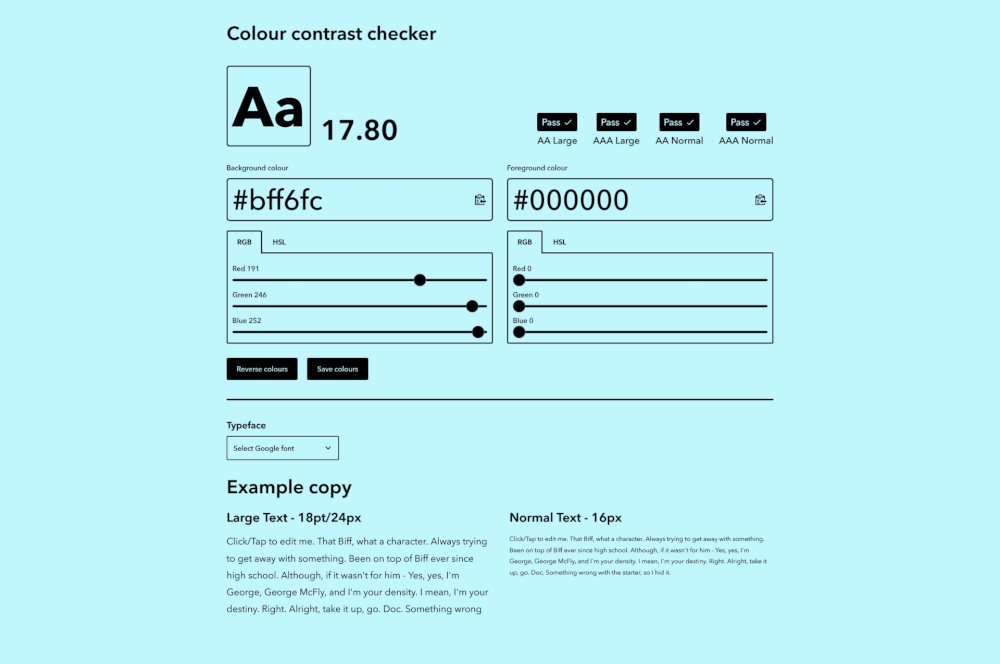 Colour contrast checker
Aa
17.80
Pass
AA Large
Pass
AAA Large
Pass
AA Normal
Pass
AAA Normal
Background colour
#bff6fc
RGB HSL
Red 191
Green 246
Blue 252
Foreground colour
#000000
RGB HSL
Red 0
Green 0
Blue 0
Reverse colours
Save colours
Typeface
Select Google font
Example copy
Large Text - 18pt/24px
Click/Tap to edit me. That Biff, what a character. Always trying
to get away with something. Been on top of Biff ever since
high school. Although, if it wasn't for him - Yes, yes, I'm
George, George McFly, and I'm your density. I mean, I'm your
destiny. Right. Alright, take it up, go. Doc. Something wrong
Normal Text - 16px
Click/Tap to edit me. That Biff, what a character. Always trying to get away with something.
Been on top of Biff ever since high school. Although, if it wasn't for him - Yes, yes, I'm
George, George McFly, and I'm your density. I mean, I'm your destiny. Right. Alright, take it
up, go. Doc. Something wrong with the starter, so I hid it.